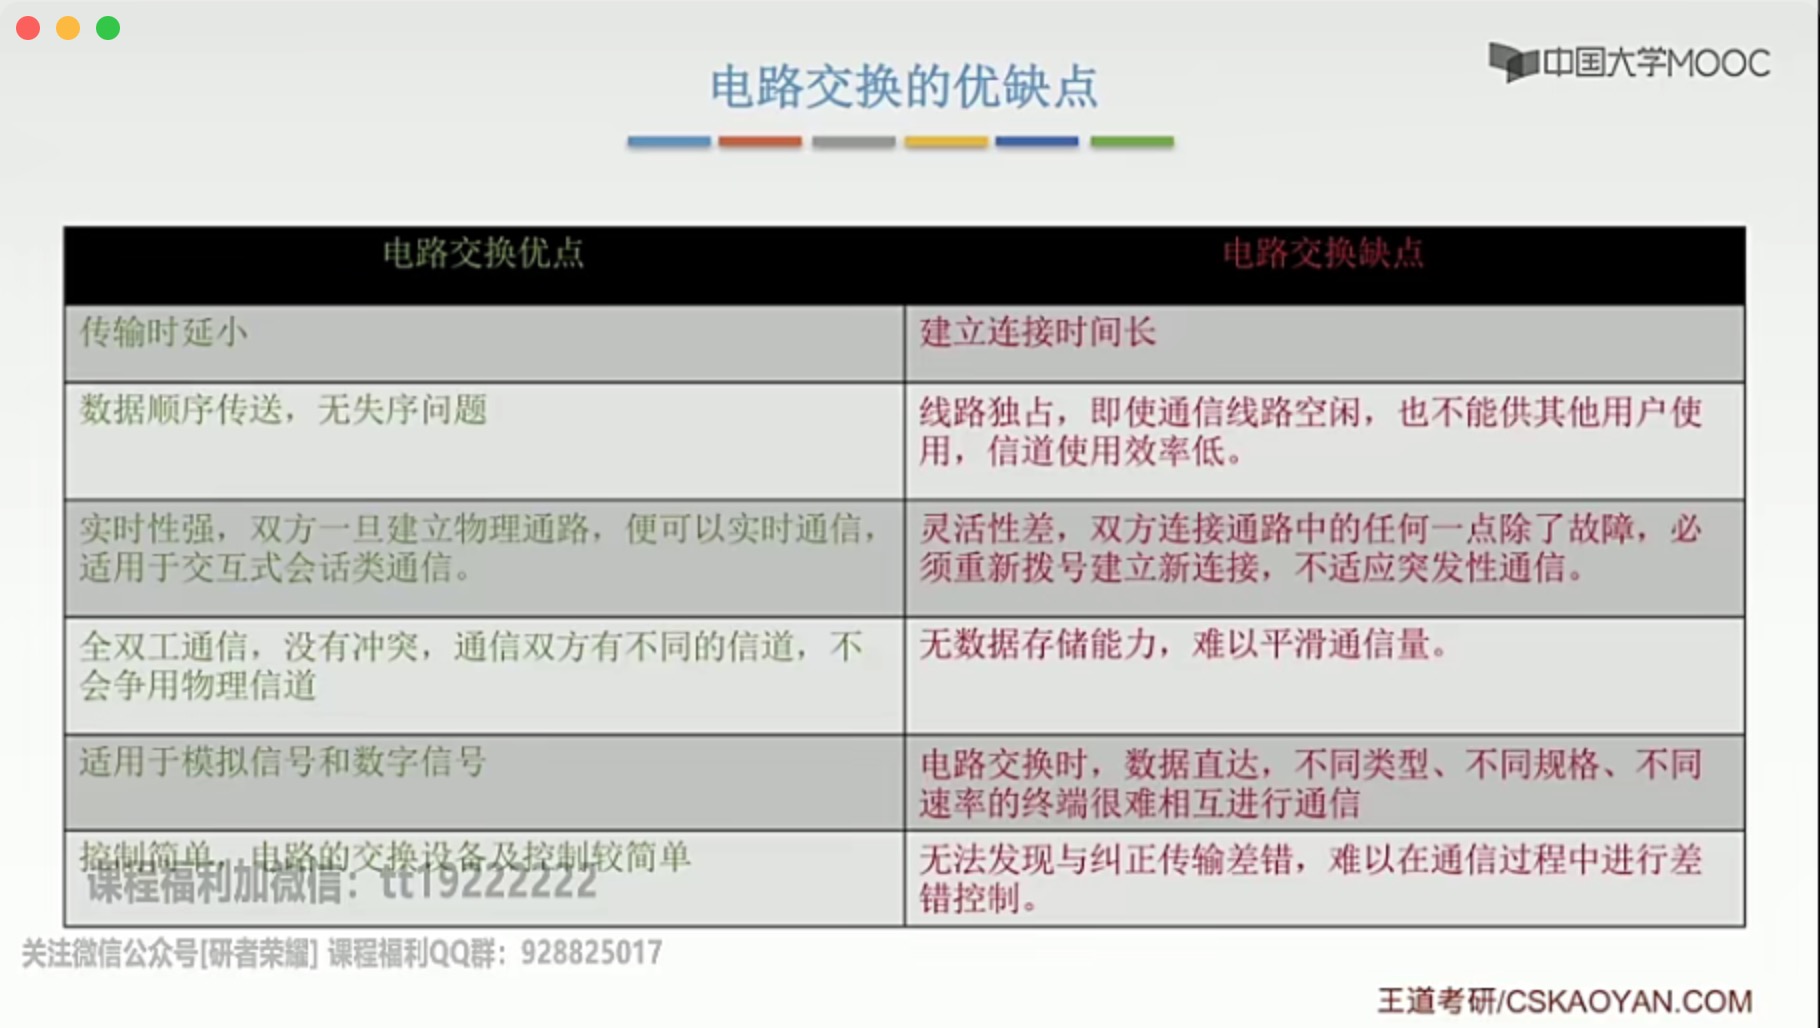 中国大学MOOC
电路交换的优缺点
电路交换优点
电路交换缺点
传输时延小
建立连接时间长
数据顺序传送，无失序问题
线路独占，即使通信线路空闲，也不能供其他用户使
用，信道使用效率低。
实时性强，双方一旦建立物理通路，便可以实时通信，
适用于交互式会话类通信。
灵活性差，双方连接通路中的任何一点除了故障，必
须重新拨号建立新连接，不适应突发性通信。
全双工通信，没有冲突，通信双方有不同的信道，不
会争用物理信道
无数据存储能力，难以平滑通信量。
适用于模拟信号和数字信号
电路交换时，数据直达，不同类型、不同规格、不同
速率的终端很难相互进行通信
控制简单，电路的交换设备及控制较简单
无法发现与纠正传输差错，难以在通信过程中进行差
错控制。
课程福利加微信：tt19222222
关注微信公众号[研者荣耀] 课程福利QQ群：928825017
王道考研/CSKAOYAN.COM